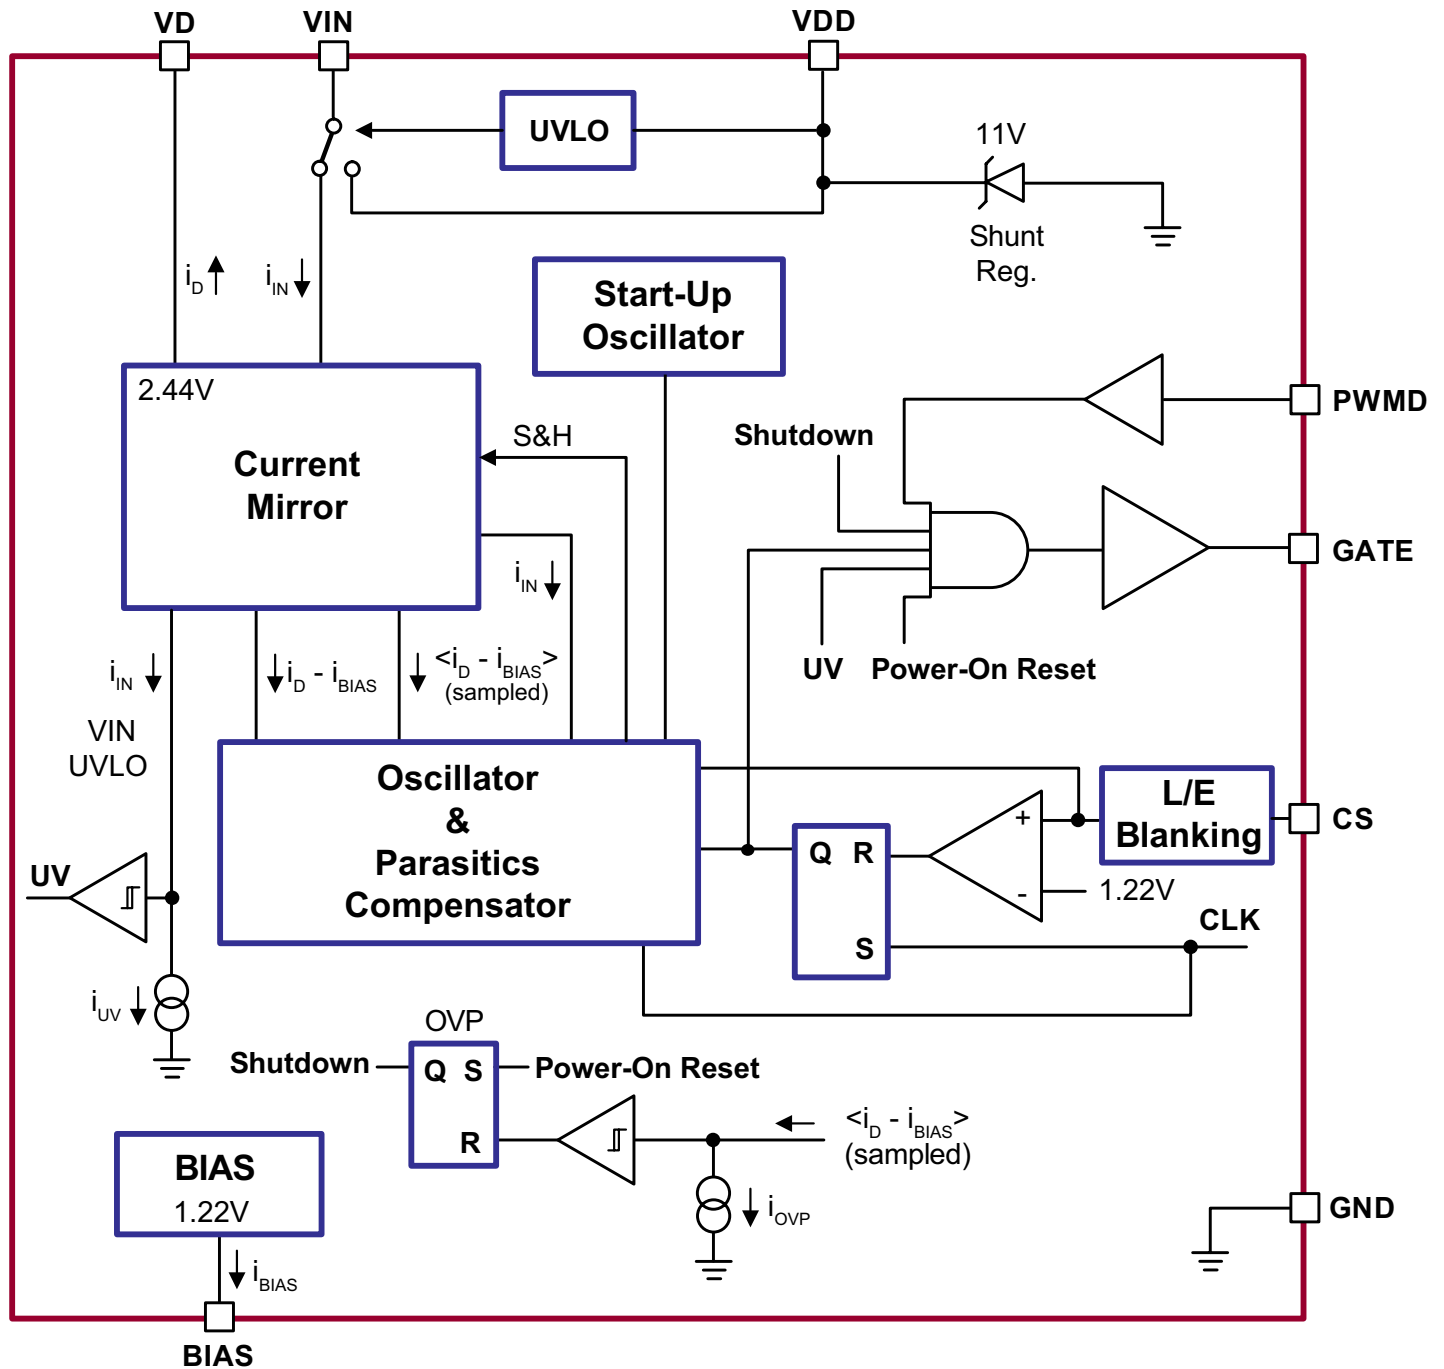 VD
VIN
VDD
UVLO
11V
Shunt
Reg.
iD
iIN
Start-Up
Oscillator
2.44V
Current
Mirror
S&H
PWMD
Shutdown
GATE
iIN
UV
Power-On Reset
iIN
iD - iBIAS
<iD - iBIAS>
(sampled)
VIN
UVLO
Oscillator
&
Parasitics
Compensator
L/E
Blanking
CS
+
-
1.22V
Q
R
S
CLK
UV
iUV
OVP
Shutdown
Q
S
R
Power-On Reset
<iD - iBIAS>
(sampled)
iOVP
BIAS
1.22V
iBIAS
GND
BIAS